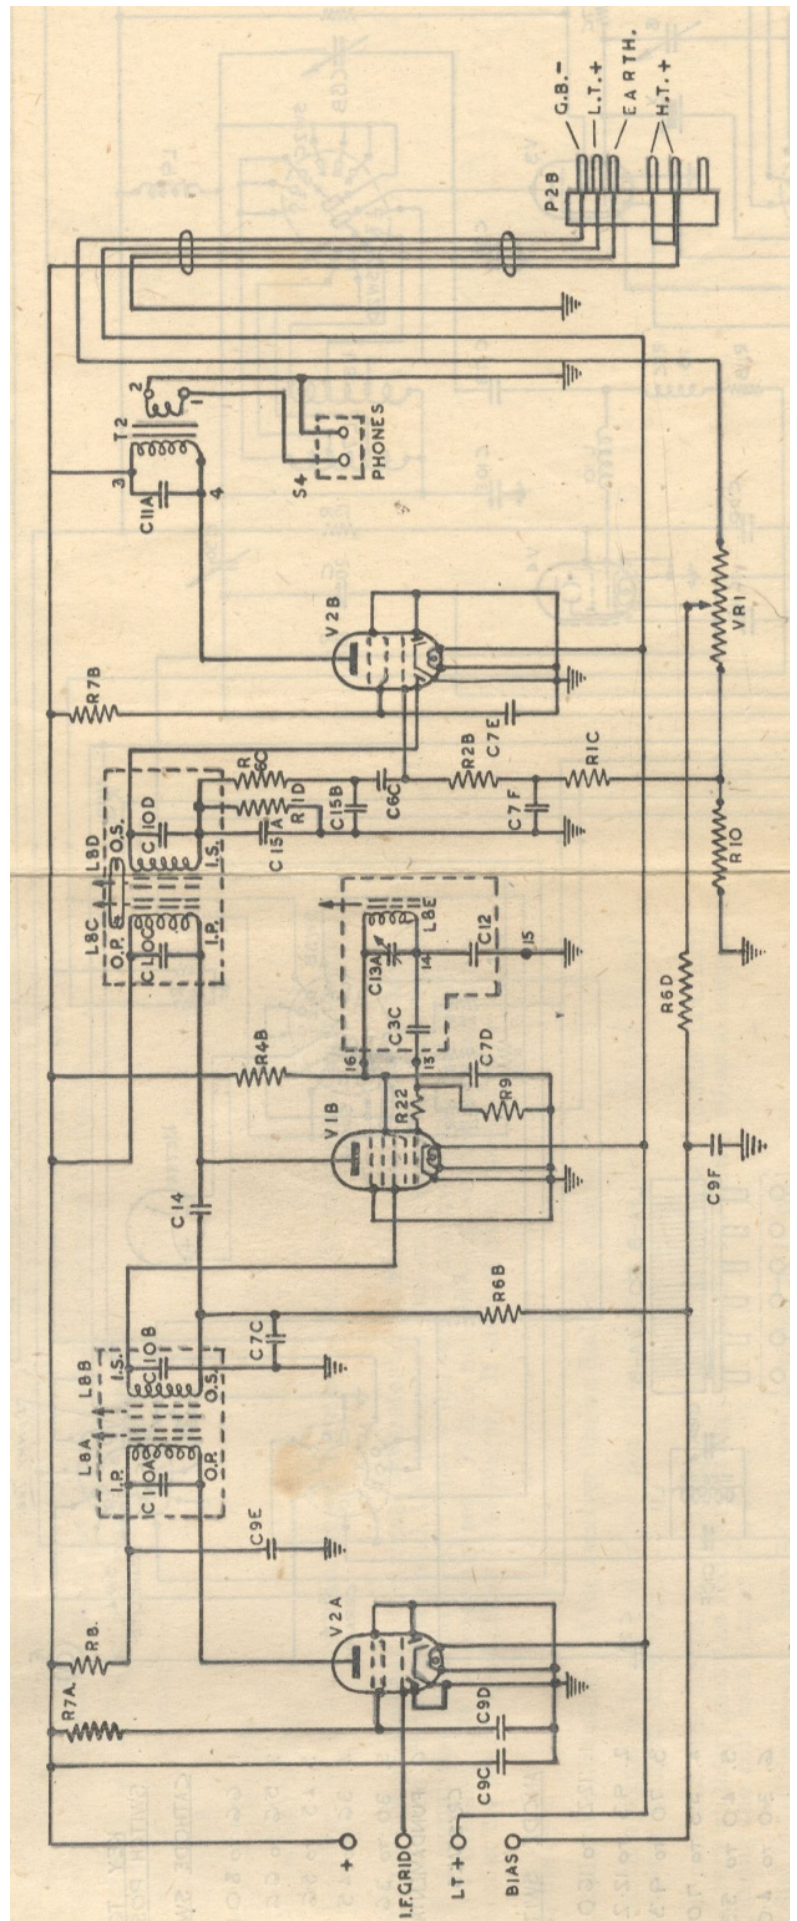 G.B.-
L.T.+
EARTH.
H.T.+
P2B
2
1
T2
3
4
C11A
S4
PHONES
V2B
VR1
R7B
C7E
R6C
R1D
C15B
C6C
R2B
R1C
C15A
C7F
L8D
O.S.
C10D
I.S.
R10
L8C
O.P.
C10C
I.P.
L8E
C13A
14
C12
15
C3C
R6D
16
13
R4B
C7D
R22
R9
V1B
C9F
C14
R6B
C7C
L8B
I.S.
C10B
O.S.
L8A
I.P.
C10A
O.P.
C9E
V2A
R8.
R7A.
C9D
C9C
+
I.F.GRID
LT+
BIAS